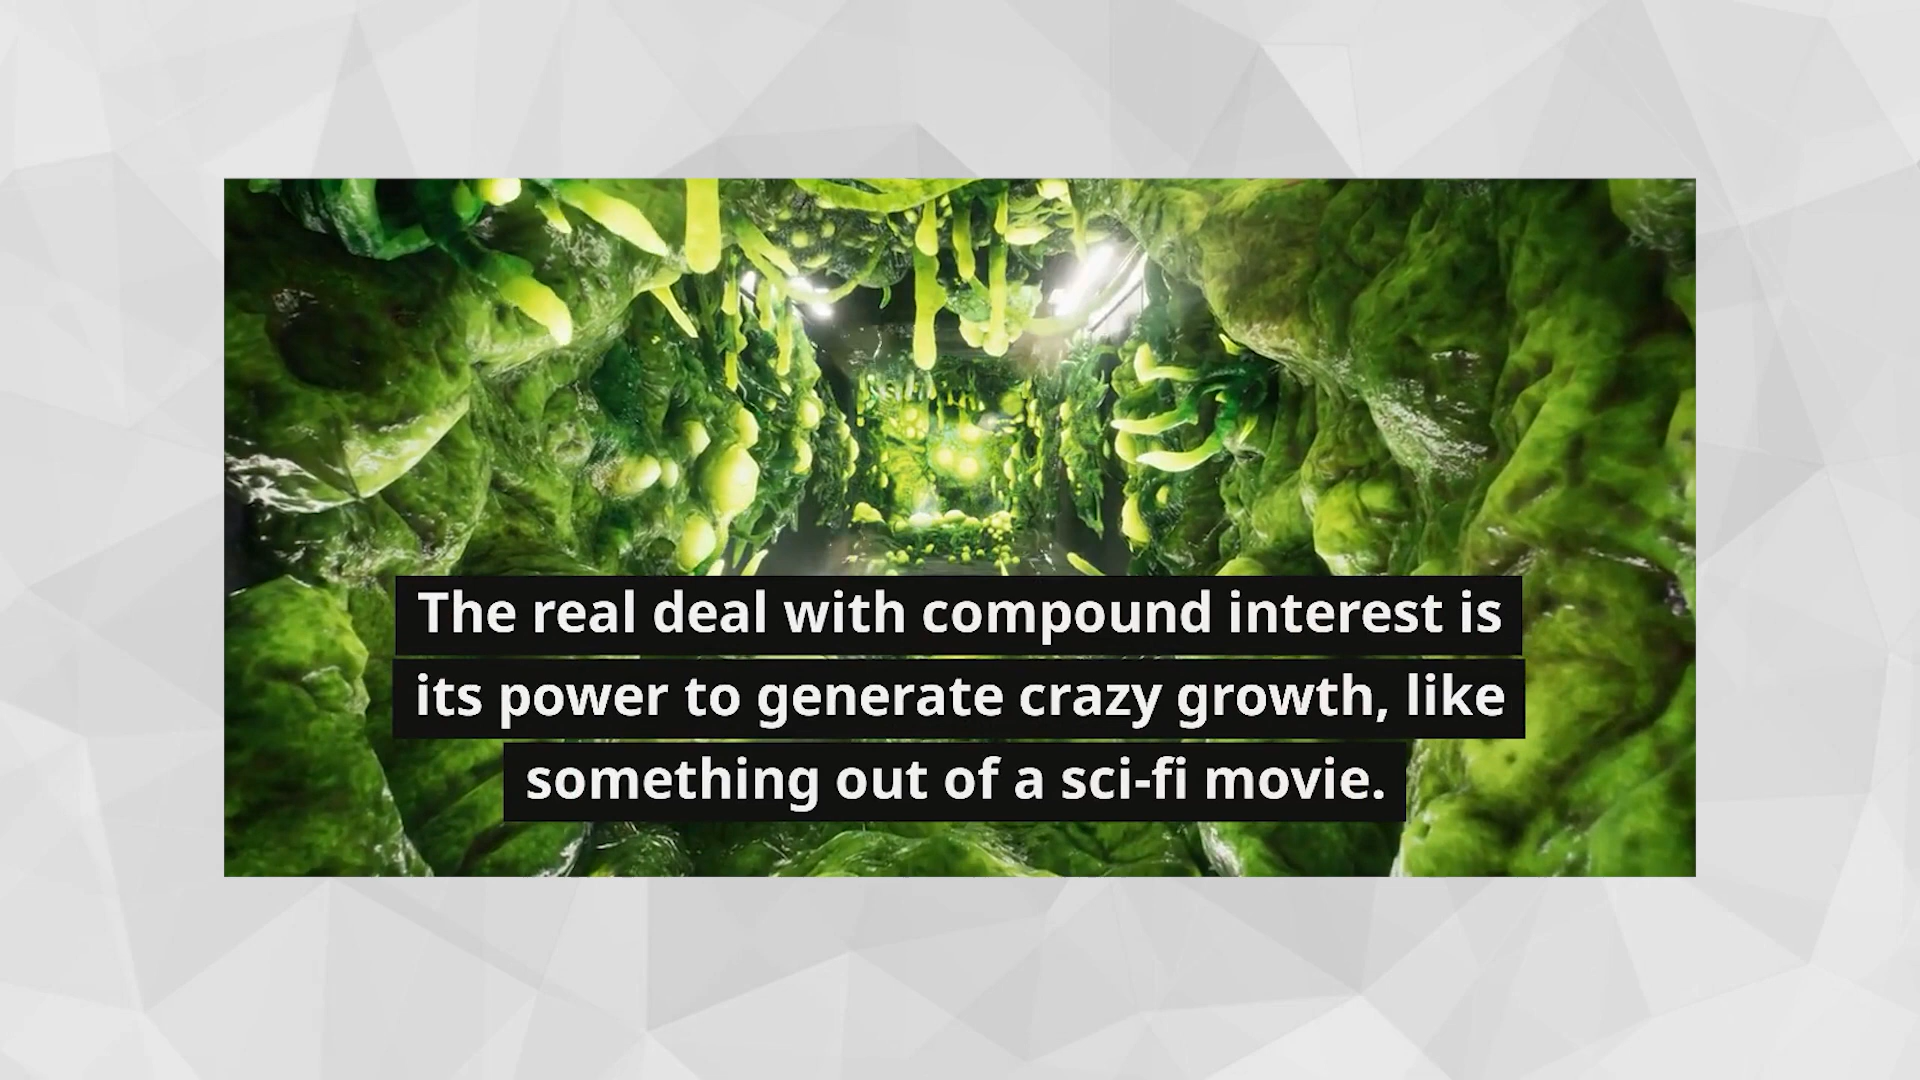 The real deal with compound interest is
its power to generate crazy growth, like
something out of a sci-fi movie.